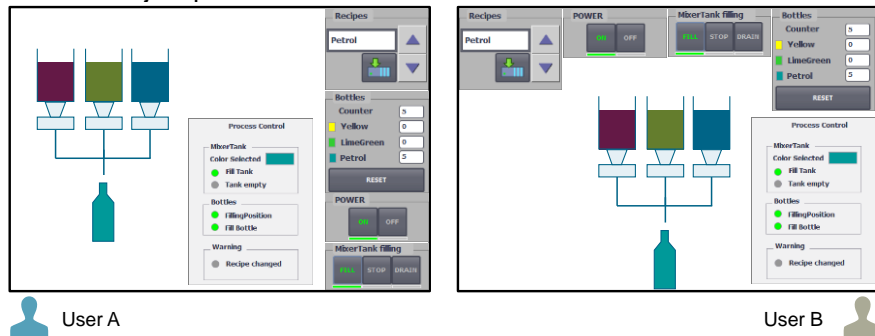 Recipes
Petrol
Process Control
MixerTank
Color Selected
Fill Tank
Tank empty
Bottles
FillingPosition
Fill Bottle
Warning
Recipe changed
Bottles
Counter 5
Yellow 0
LimeGreen 0
Petrol 5
RESET
POWER
ON OFF
MixerTank filling
FILL STOP DRAIN
User A
Recipes
Petrol
POWER
ON OFF
MixerTank filling
FILL STOP DRAIN
Bottles
Counter 5
Yellow 0
LimeGreen 0
Petrol 5
RESET
Process Control
MixerTank
Color Selected
Fill Tank
Tank empty
Bottles
FillingPosition
Fill Bottle
Warning
Recipe changed
User B